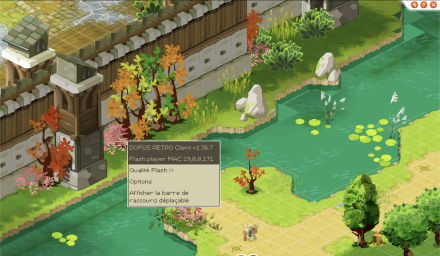 DOFUS RETRO Client v1.36.7
Flash player MAC 29,0,0,171
Qualité Flash >>
Options
Afficher la barre de
raccourd déplaçable